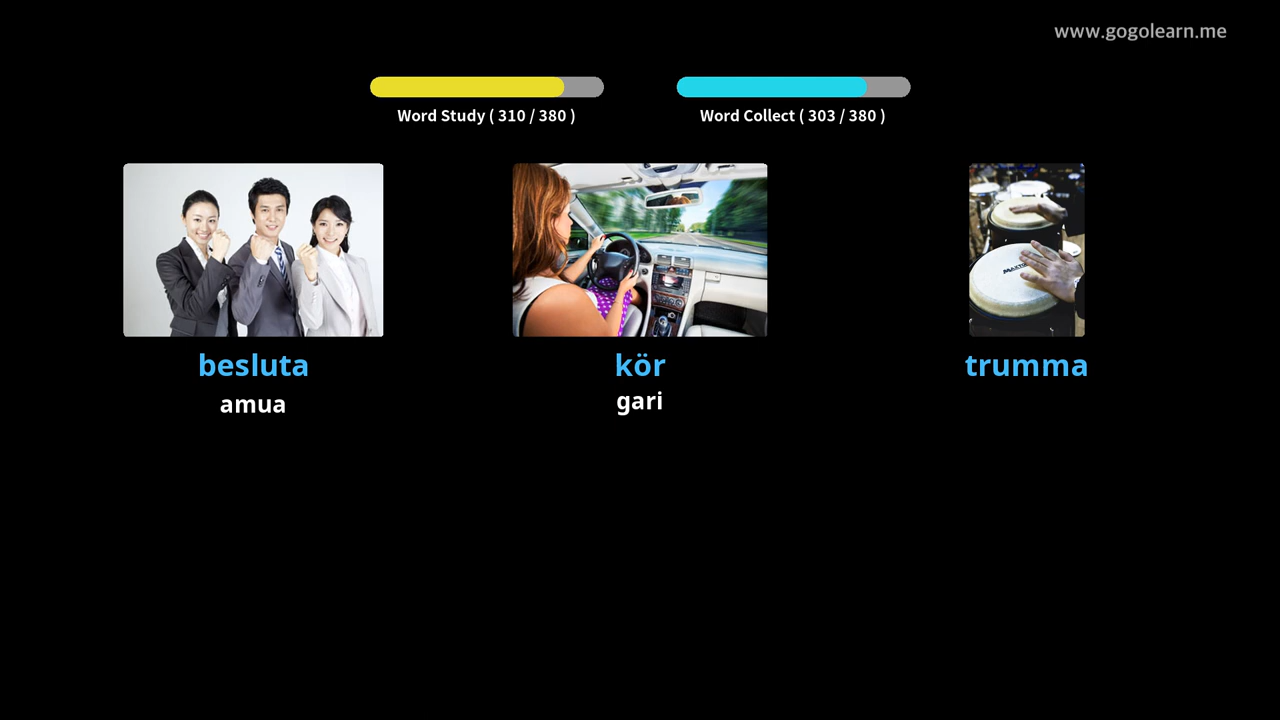 www.gogolearn.me
Word Study ( 310 / 380 )
Word Collect ( 303 / 380 )
besluta
kör
trumma
amua
gari